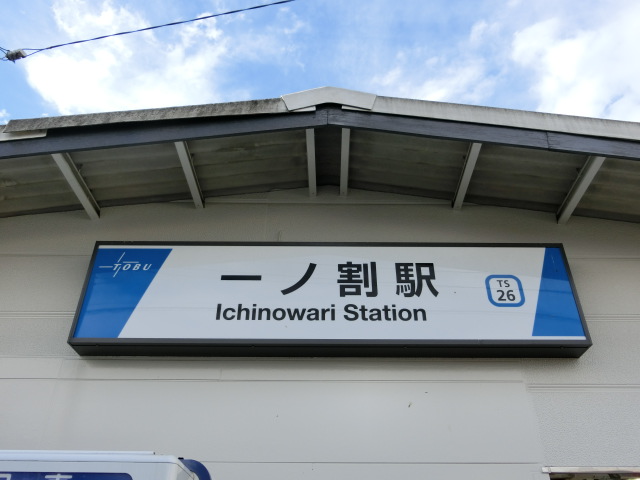 TOBU
一ノ割駅
Ichinowari Station
TS
26